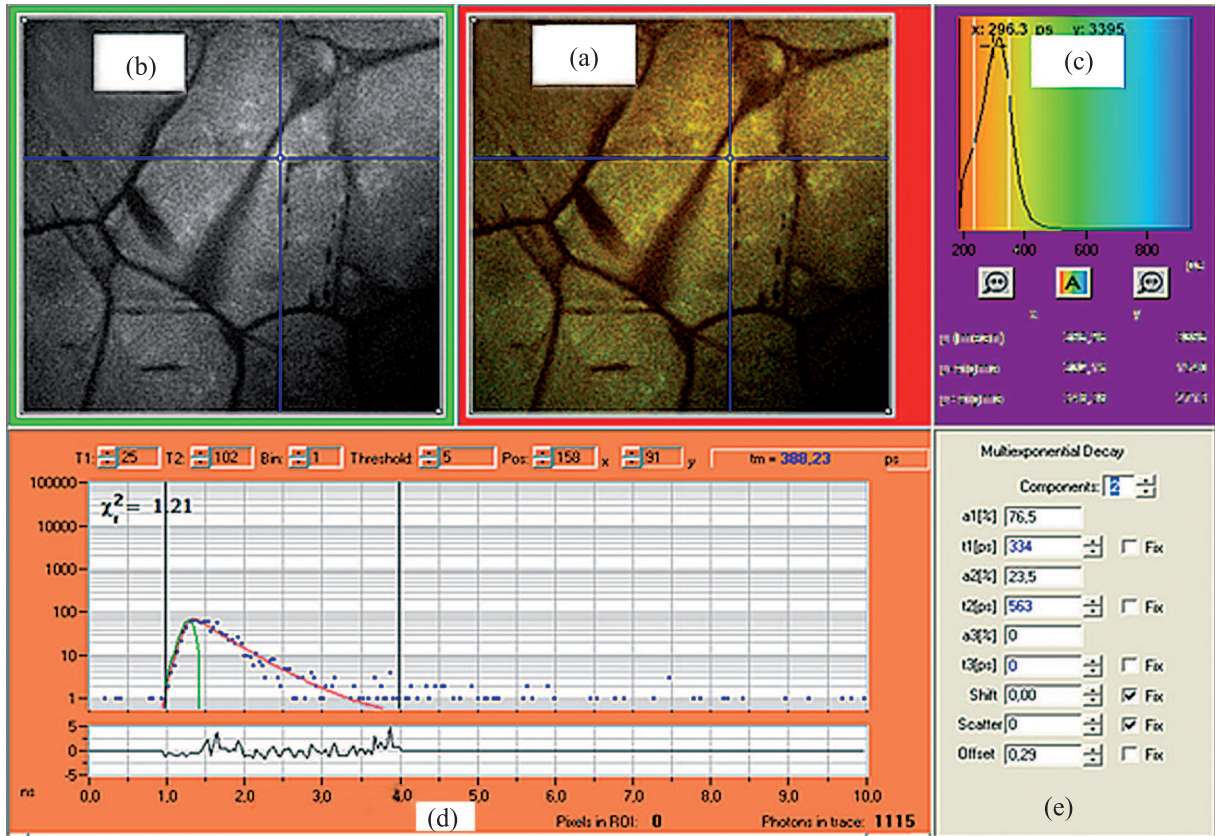 (b)
(a)
x: 296.3 ps y: 3395
(c)
200 400 600 800
A
x y
T1: 25 T2: 102 Bin: 1 Threshold: 5 Pos: 158 x 91 y tm = 388,23 ps
χr² = 1.21
100000
10000
1000
100
10
1
5
0
-5
ns 0,0 1,0 2,0 3,0 4,0 5,0 6,0 7,0 8,0 9,0 10,0
(d)
Pixels in ROI: 0 Photons in trace: 1115
Multiexponential Decay
Components: 2
a1[%] 76,5
t1[ps] 334 Fix
a2[%] 23,5
t2[ps] 563 Fix
a3[%] 0
t3[ps] 0 Fix
Shift 0,00 Fix
Scatter 0 Fix
Offset 0,29 Fix
(e)